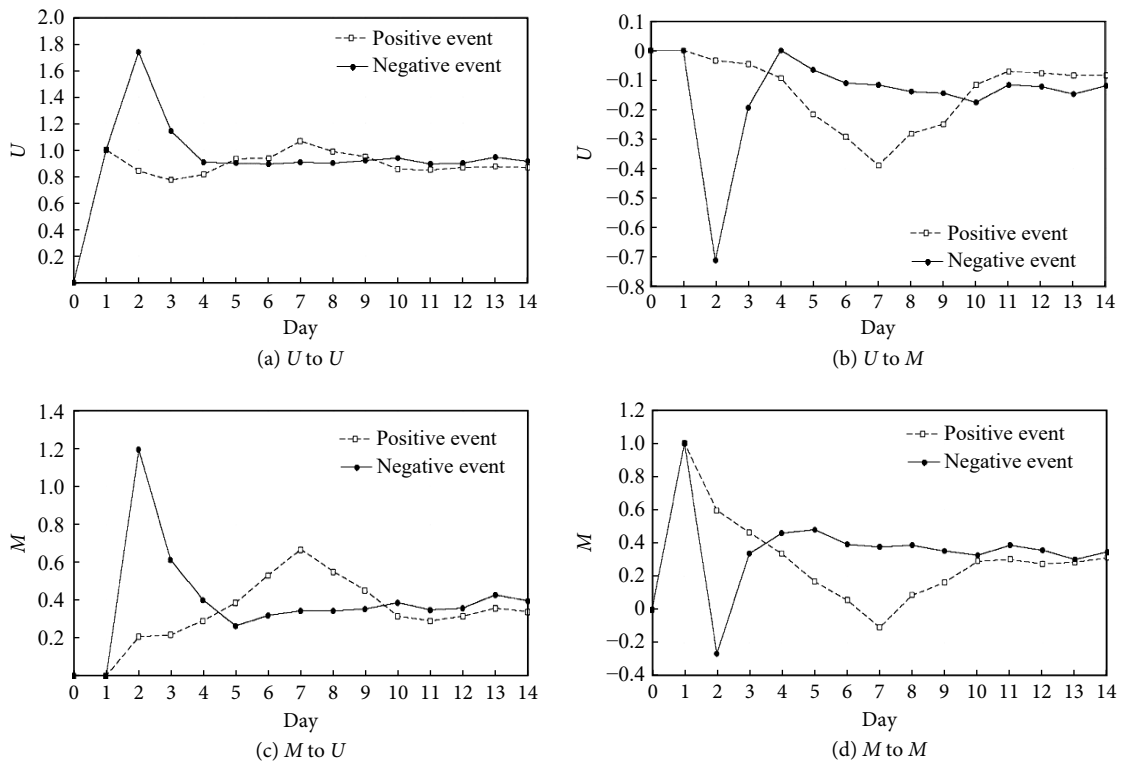 2.0
1.8
1.6
1.4
1.2
1.0
0.8
0.6
0.4
0.2
U
Positive event
Negative event
0 1 2 3 4 5 6 7 8 9 10 11 12 13 14
Day
(a) U to U
0.1
0
−0.1
−0.2
−0.3
−0.4
−0.5
−0.6
−0.7
−0.8
U
Positive event
Negative event
0 1 2 3 4 5 6 7 8 9 10 11 12 13 14
Day
(b) U to M
1.4
1.2
1.0
0.8
0.6
0.4
0.2
M
Positive event
Negative event
0 1 2 3 4 5 6 7 8 9 10 11 12 13 14
Day
(c) M to U
1.2
1.0
0.8
0.6
0.4
0.2
0
−0.2
−0.4
M
Positive event
Negative event
0 1 2 3 4 5 6 7 8 9 10 11 12 13 14
Day
(d) M to M